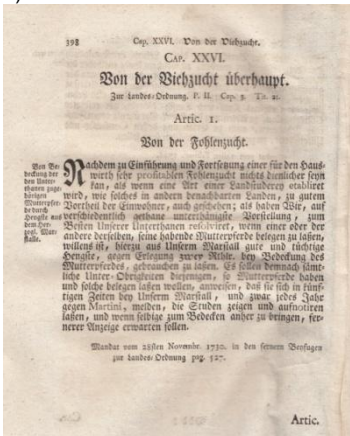 398 Cap. XXVI. Von der Viehzucht.
CAP. XXVI.
Von der Viehzucht überhaupt.
Zur Landes-Ordnung. P. II. Cap. 3. Tit. 21.
Artic. 1.
Von der Fohlenzucht.
Von Be-
deckung der
den Unter-
thanen zuge-
hörigen
Mutterpfer-
de durch
Hengste aus
dem Her-
zogl. Mar-
stalle.
Nachdem zu Einführung und Fortsetzung einer für den Haus-
wirth sehr profitablen Fohlenzucht nichts dienlicher seyn
kan, als wenn eine Art einer Landstuterey etabliret
wird, wie solches in andern benachbarten Landen, zu gutem
Vortheil der Einwohner, auch geschehen; als haben Wir, auf
verschiedentlich gethane unterthänigste Vorstellung, zum
Besten Unserer Unterthanen resolviret, wenn einer oder der
andere derselben, seine habende Mutterpferde belegen zu laßen,
willens ist, hierzu aus Unserm Marstall gute und tüchtige
Hengste, gegen Erlegung zwey Rthlr. bey Bedeckung des
Mutterpferdes, gebrauchen zu laßen. Es sollen demnach sämt-
liche Unter-Obrigkeiten diejenigen, so Mutterpferde haben
und solche belegen laßen wollen, anweisen, daß sie sich in künf-
tigen Zeiten bey Unserm Marstall, und zwar jedes Jahr
gegen Martini, melden, die Studen zeigen und aufnotiren
laßen, und wenn selbige zum Bedecken anher zu bringen, fer-
nerer Anzeige erwarten sollen.
Mandat vom 28sten Novembr. 1730. in den fernern Beyfugen
zur Landes-Ordnung pag. 527.
Artic.